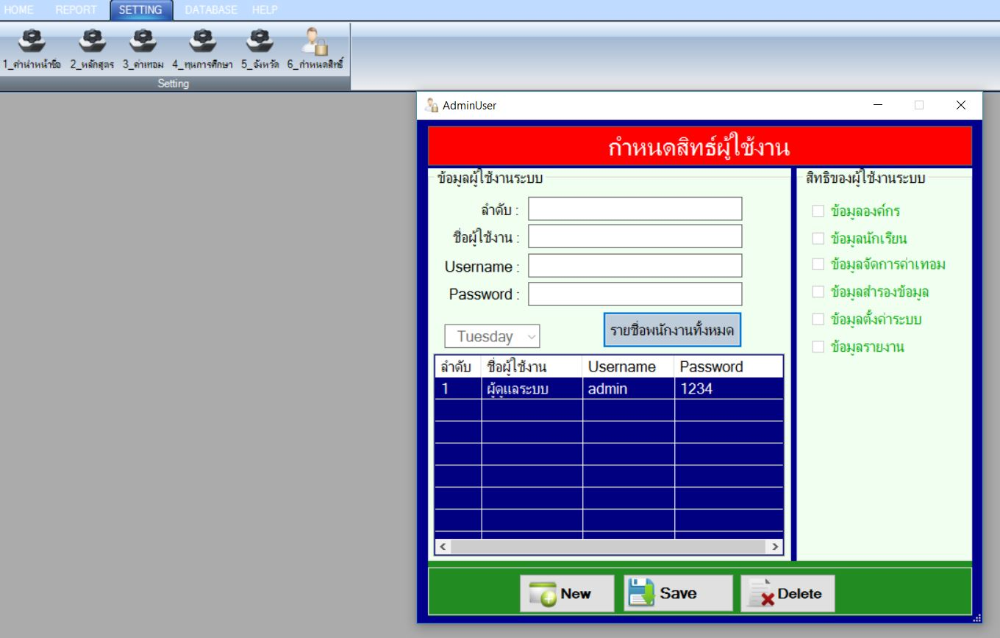 HOME REPORT SETTING DATABASE HELP
1_คำนำหน้าชื่อ 2_หลักสูตร 3_ค่าเทอม 4_ทุนการศึกษา 5_จังหวัด 6_กำหนดสิทธิ์
Setting
AdminUser
กำหนดสิทธ์ผู้ใช้งาน
ข้อมูลผู้ใช้งานระบบ
ลำดับ :
ชื่อผู้ใช้งาน :
Username :
Password :
Tuesday
รายชื่อพนักงานทั้งหมด
ลำดับ ชื่อผู้ใช้งาน Username Password
1 ผู้ดูแลระบบ admin 1234
สิทธิของผู้ใช้งานระบบ
ข้อมูลองค์กร
ข้อมูลนักเรียน
ข้อมูลจัดการค่าเทอม
ข้อมูลสำรองข้อมูล
ข้อมูลตั้งค่าระบบ
ข้อมูลรายงาน
New Save Delete